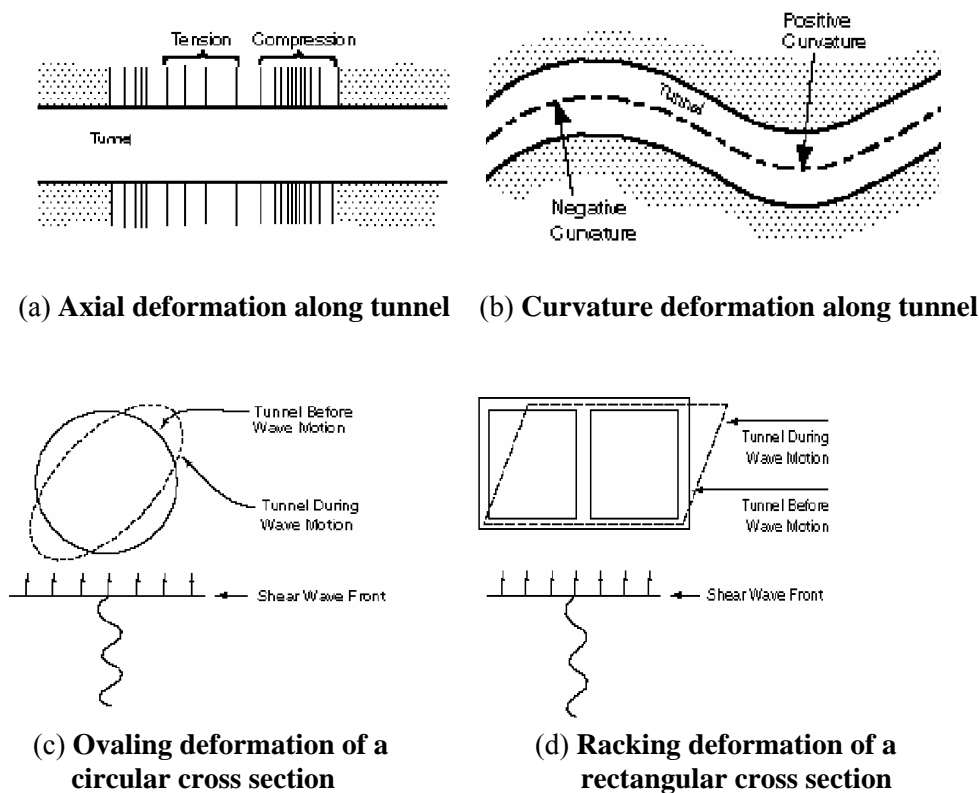 Tension Compression
Tunnel
(a) Axial deformation along tunnel
Positive
Curvature
Tunnel
Negative
Curvature
(b) Curvature deformation along tunnel
Tunnel Before
Wave Motion
Tunnel During
Wave Motion
Shear Wave Front
(c) Ovaling deformation of a
circular cross section
Tunnel During
Wave Motion
Tunnel Before
Wave Motion
Shear Wave Front
(d) Racking deformation of a
rectangular cross section